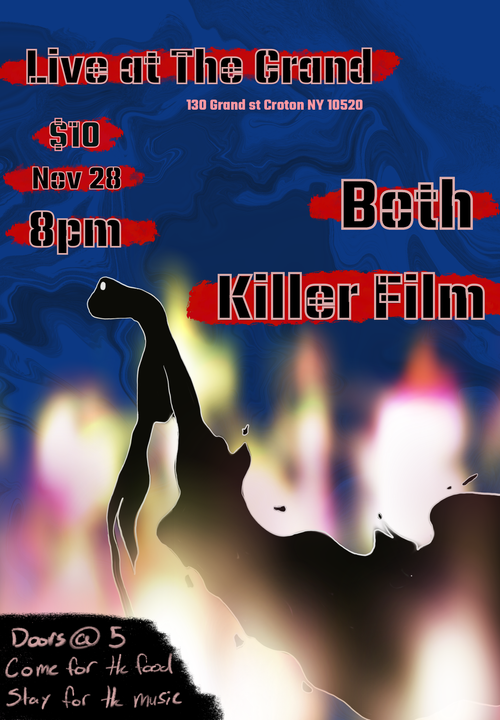 Live at The Grand
130 Grand st Croton NY 10520
$10
Nov 28
8pm
Both
Killer Film
Doors @ 5
Come for the food
Stay for the music